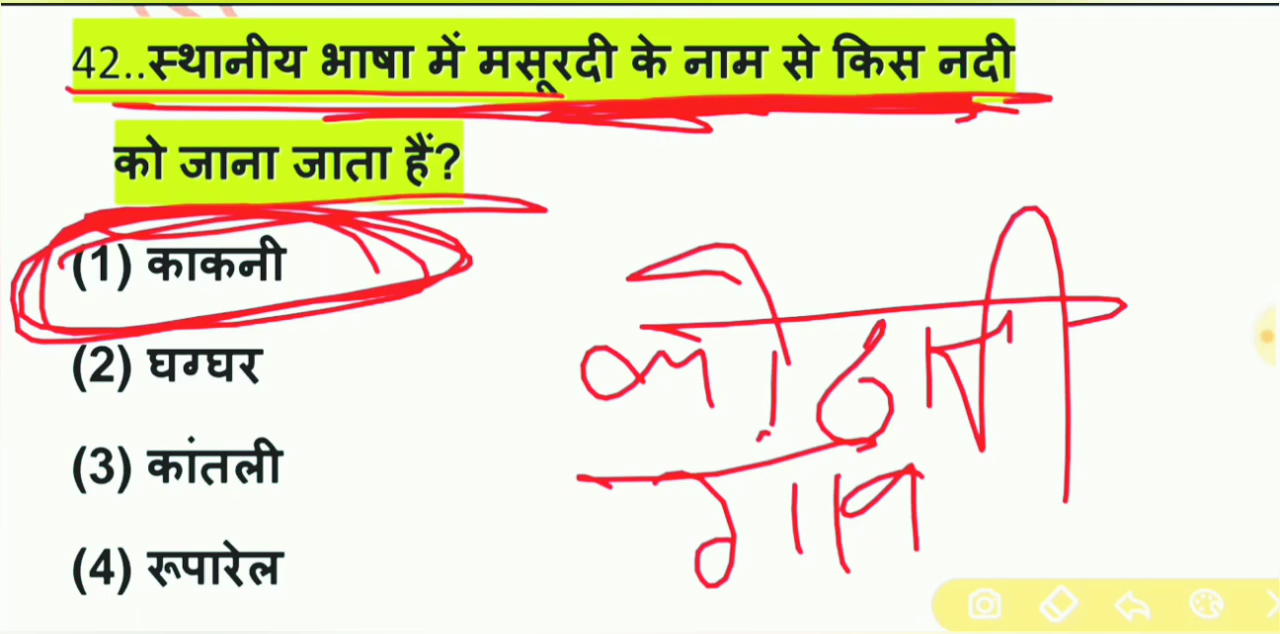 42..स्थानीय भाषा में मसूरदी के नाम से किस नदी
को जाना जाता हैं?
(1) काकनी
(2) घग्घर
(3) कांतली
(4) रूपारेल
गाव